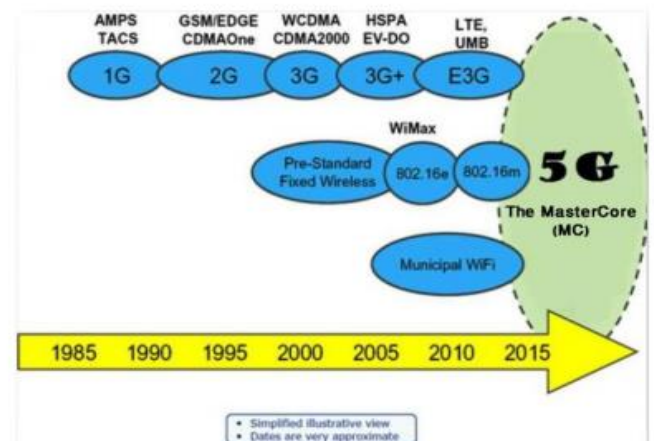 AMPS
TACS
GSM/EDGE
CDMAOne
WCDMA
CDMA2000
HSPA
EV-DO
LTE,
UMB
1G
2G
3G
3G+
E3G
WiMax
Pre-Standard
Fixed Wireless
802.16e
802.16m
5G
The MasterCore
(MC)
Municipal WiFi
1985 1990 1995 2000 2005 2010 2015
• Simplified illustrative view
• Dates are very approximate